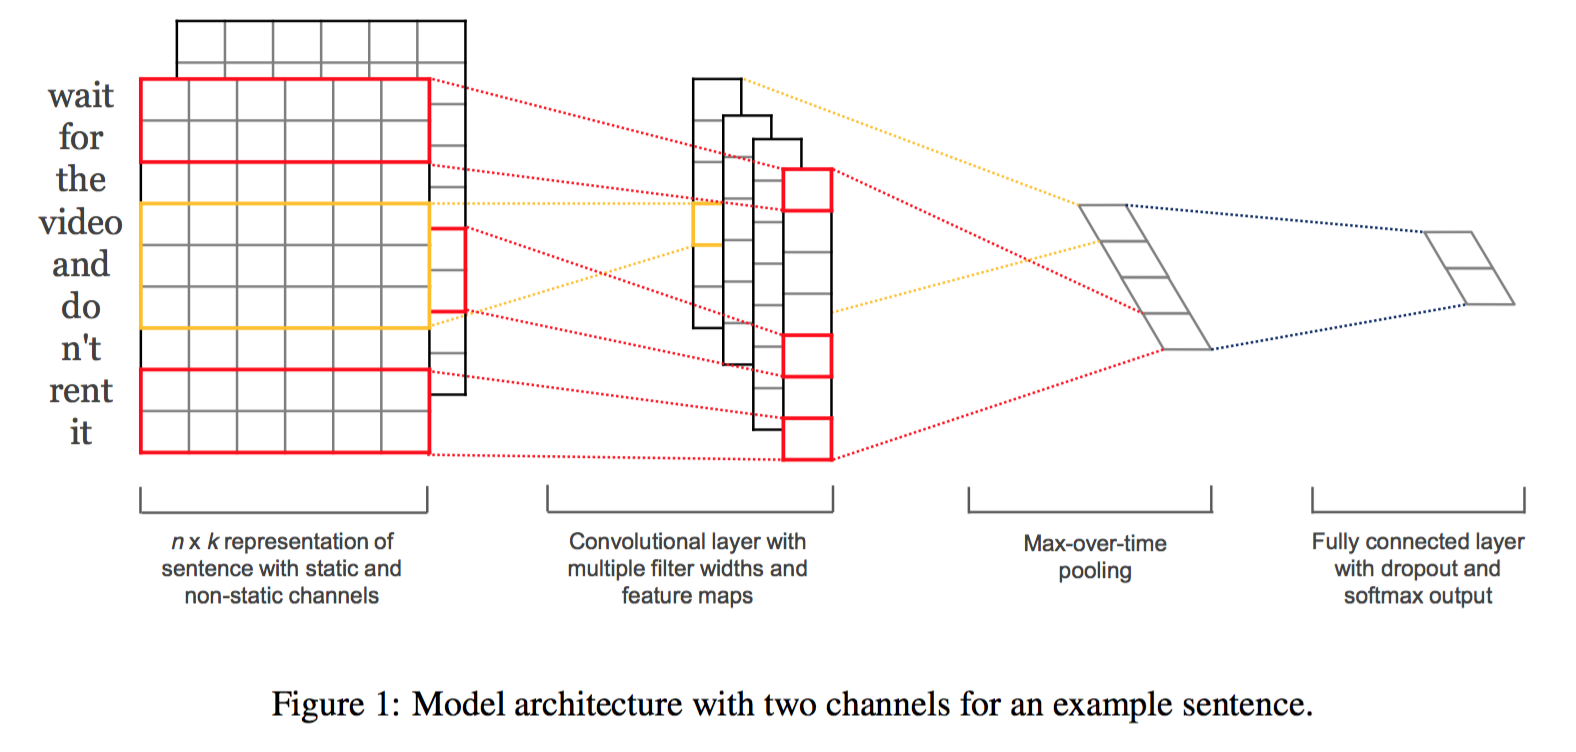 wait
for
the
video
and
do
n't
rent
it
n x k representation of
sentence with static and
non-static channels
Convolutional layer with
multiple filter widths and
feature maps
Max-over-time
pooling
Fully connected layer
with dropout and
softmax output
Figure 1: Model architecture with two channels for an example sentence.